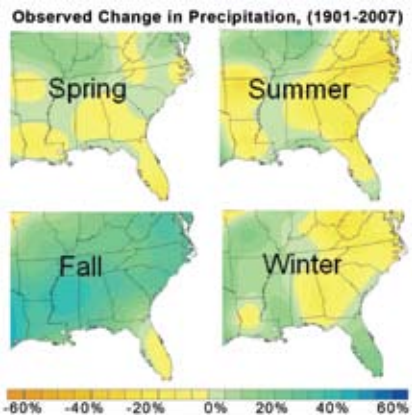 Observed Change in Precipitation, (1901-2007)
Spring
Summer
Fall
Winter
-60% -40% -20% 0% 20% 40% 60%